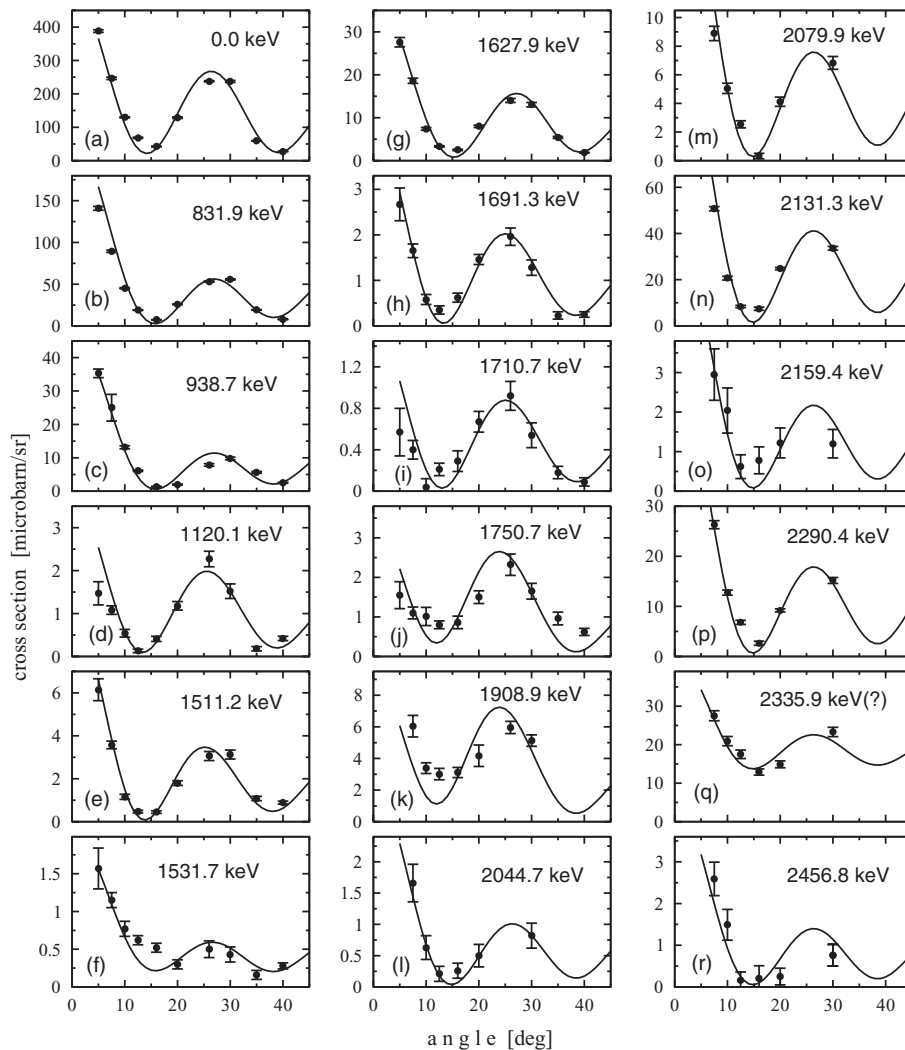 400
300
200
100
0
0.0 keV
(a)
30
20
10
0
1627.9 keV
(g)
10
8
6
4
2
0
2079.9 keV
(m)
150
100
50
0
831.9 keV
(b)
3
2
1
0
1691.3 keV
(h)
60
40
20
0
2131.3 keV
(n)
40
30
20
10
0
938.7 keV
(c)
1.2
0.8
0.4
0
1710.7 keV
(i)
3
2
1
0
2159.4 keV
(o)
cross section [microbarn/sr]
3
2
1
0
1120.1 keV
(d)
4
3
2
1
0
1750.7 keV
(j)
30
20
10
0
2290.4 keV
(p)
6
4
2
0
1511.2 keV
(e)
8
6
4
2
0
1908.9 keV
(k)
40
30
20
10
0
2335.9 keV(?)
(q)
1.5
1
0.5
0
1531.7 keV
(f)
2
1.5
1
0.5
0
2044.7 keV
(l)
3
2
1
0
2456.8 keV
(r)
0 10 20 30 40
0 10 20 30 40
0 10 20 30 40
angle [deg]